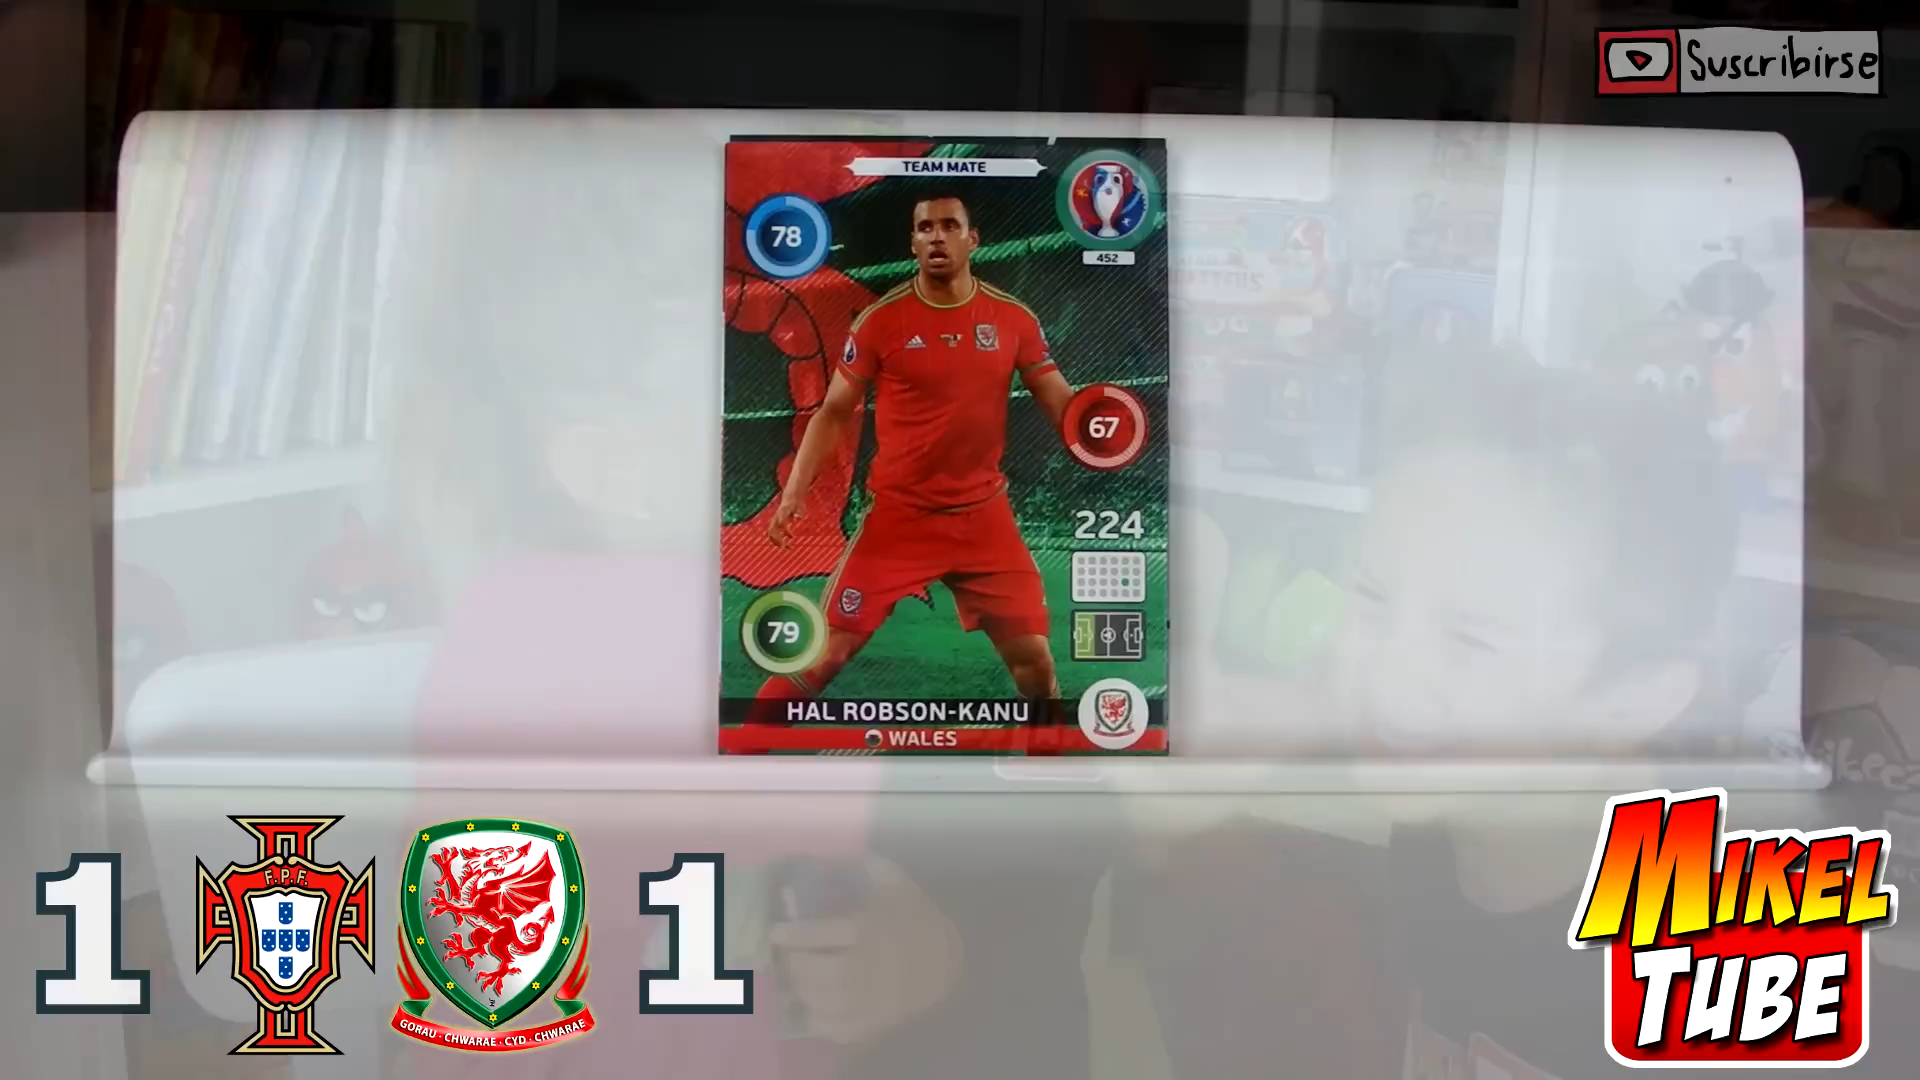 Suscribirse
TEAM MATE
78
452
67
224
79
HAL ROBSON-KANU
WALES
1
F.P.F.
1
GORAU · CHWARAE · CYD · CHWARAE
MIKEL
TUBE